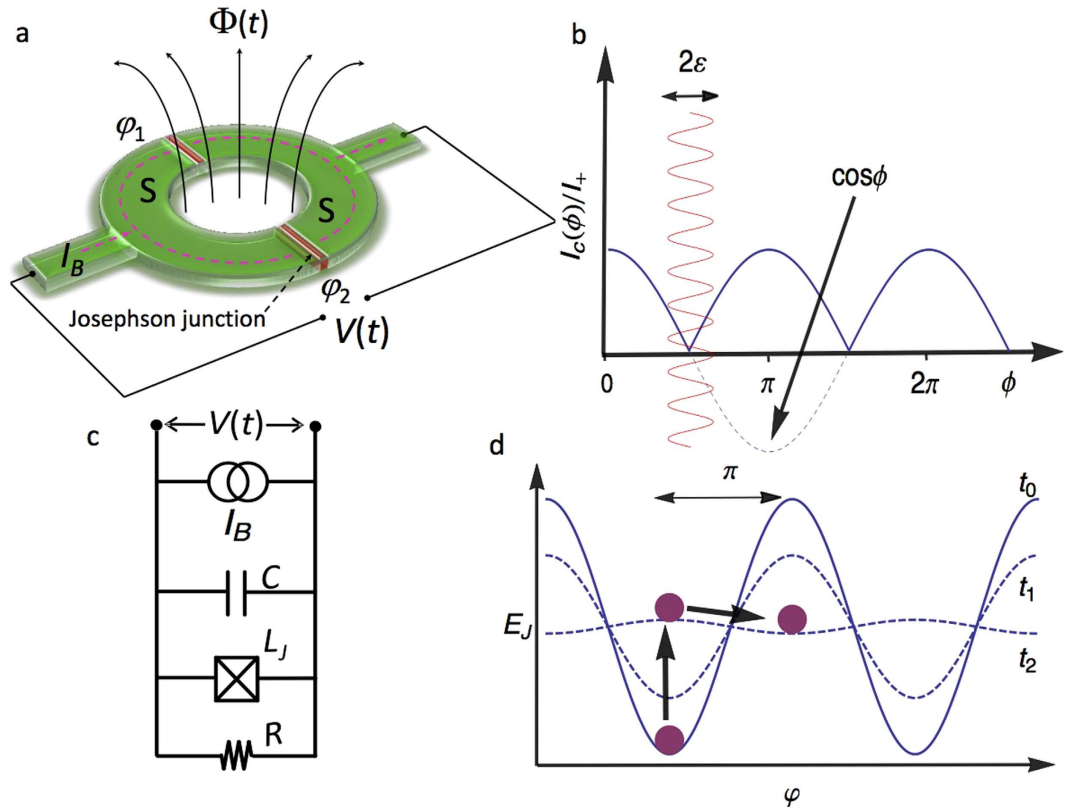 a
Φ(t)
φ1
S
S
I_B
φ2
Josephson junction
V(t)
b
2ε
I_c(ϕ)/I_+
cosϕ
0
π
2π
ϕ
c
V(t)
I_B
C
L_J
R
d
π
t0
t1
t2
E_J
φ